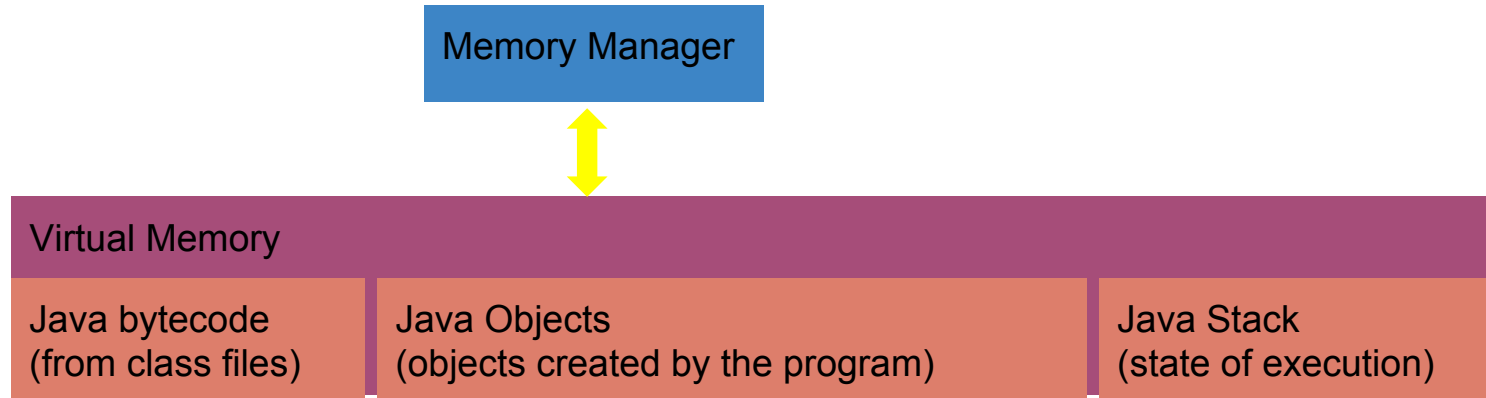 Memory Manager
Virtual Memory
Java bytecode
(from class files)
Java Objects
(objects created by the program)
Java Stack
(state of execution)